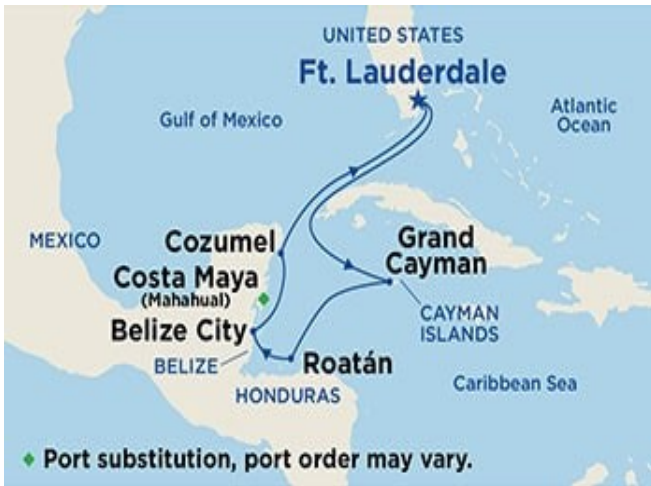 UNITED STATES
Ft. Lauderdale
Gulf of Mexico
Atlantic
Ocean
MEXICO
Cozumel
Grand
Cayman
Costa Maya
(Mahahual)
CAYMAN
ISLANDS
Belize City
BELIZE
Roatán
HONDURAS
Caribbean Sea
Port substitution, port order may vary.